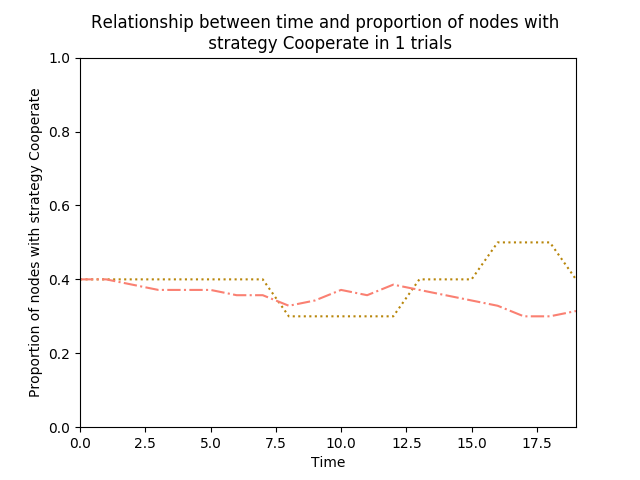 Relationship between time and proportion of nodes with
strategy Cooperate in 1 trials
Proportion of nodes with strategy Cooperate
1.0
0.8
0.6
0.4
0.2
0.0
0.0 2.5 5.0 7.5 10.0 12.5 15.0 17.5
Time